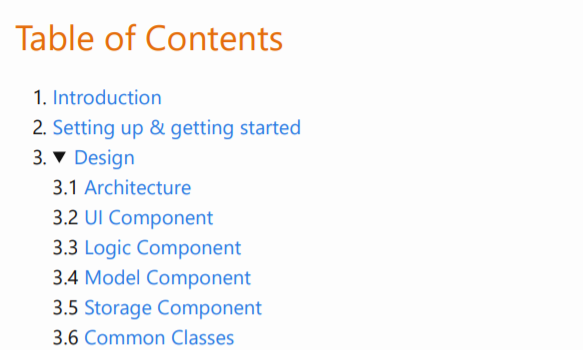 Table of Contents
1. Introduction
2. Setting up & getting started
3. ▼ Design
3.1 Architecture
3.2 UI Component
3.3 Logic Component
3.4 Model Component
3.5 Storage Component
3.6 Common Classes